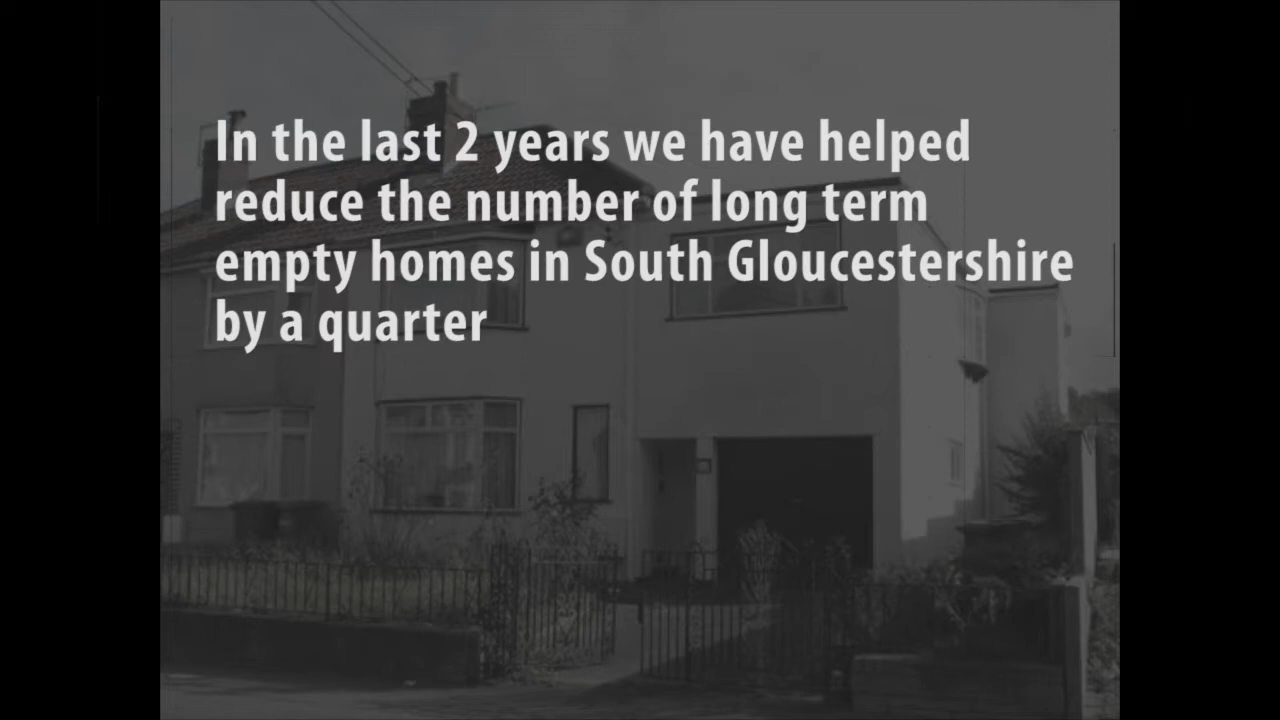 In the last 2 years we have helped
reduce the number of long term
empty homes in South Gloucestershire
by a quarter